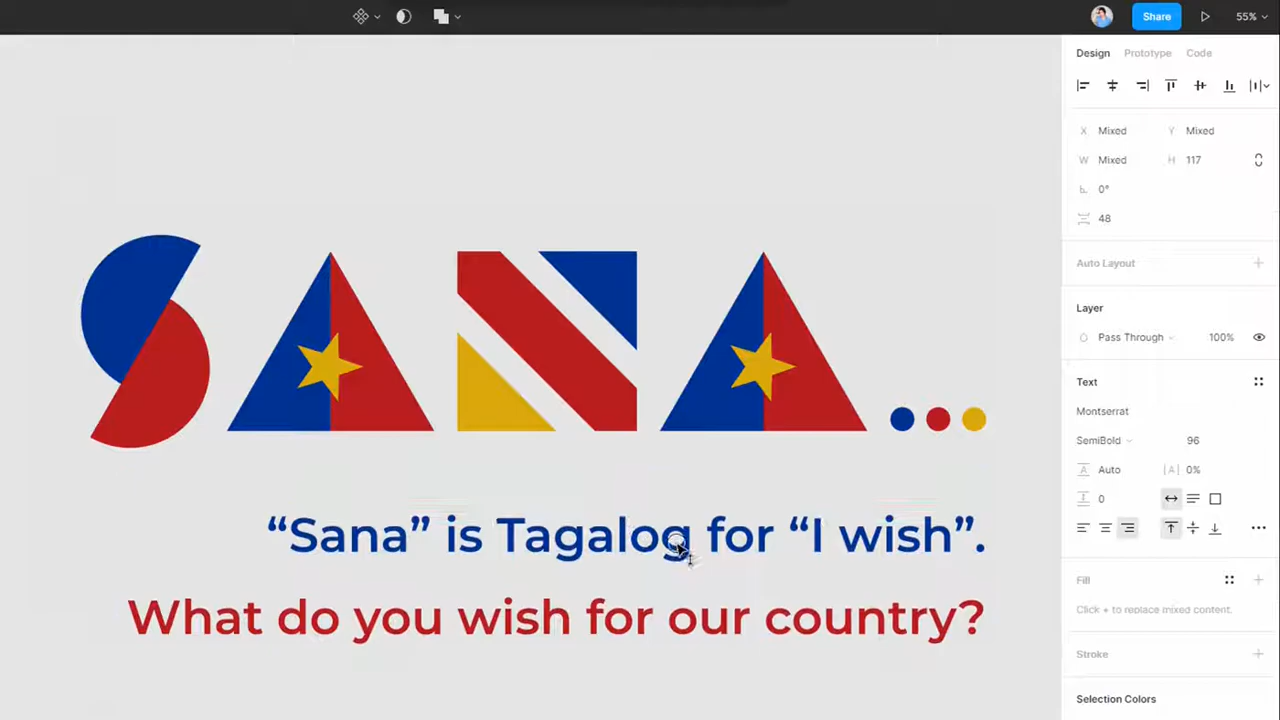 Share
55%
Design Prototype Code
X Mixed Y Mixed
W Mixed H 117
0°
48
Auto Layout
Layer
Pass Through 100%
Text
Montserrat
SemiBold 96
Auto |A| 0%
0
Fill
Click + to replace mixed content.
Stroke
Selection Colors
SANA...
“Sana” is Tagalog for “I wish”.
What do you wish for our country?